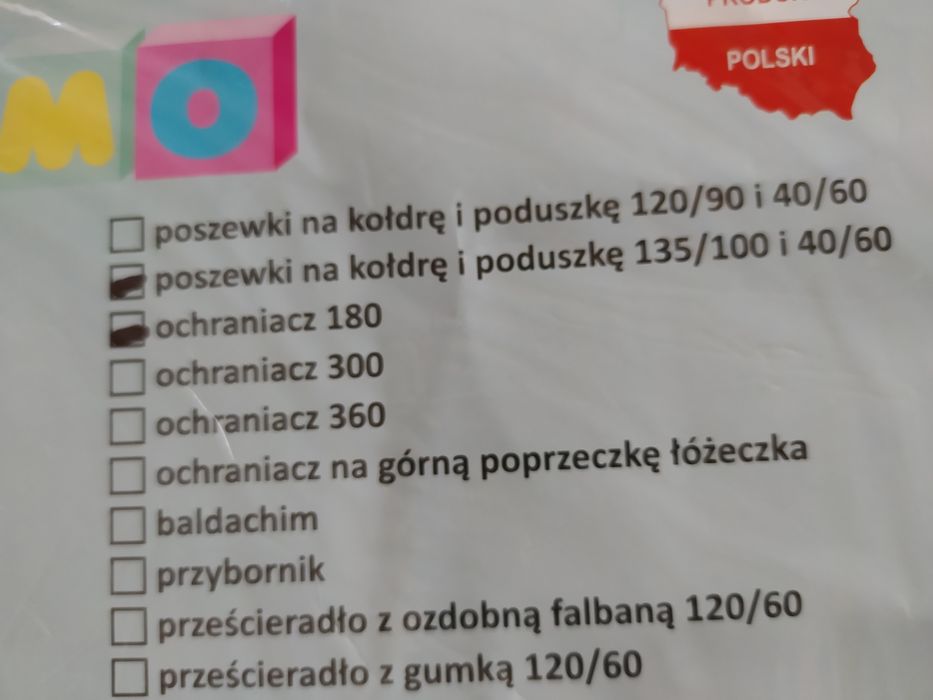 MO
PRODUKT
POLSKI
poszewki na kołdrę i poduszkę 120/90 i 40/60
poszewki na kołdrę i poduszkę 135/100 i 40/60
ochraniacz 180
ochraniacz 300
ochraniacz 360
ochraniacz na górną poprzeczkę łóżeczka
baldachim
przybornik
prześcieradło z ozdobną falbaną 120/60
prześcieradło z gumką 120/60